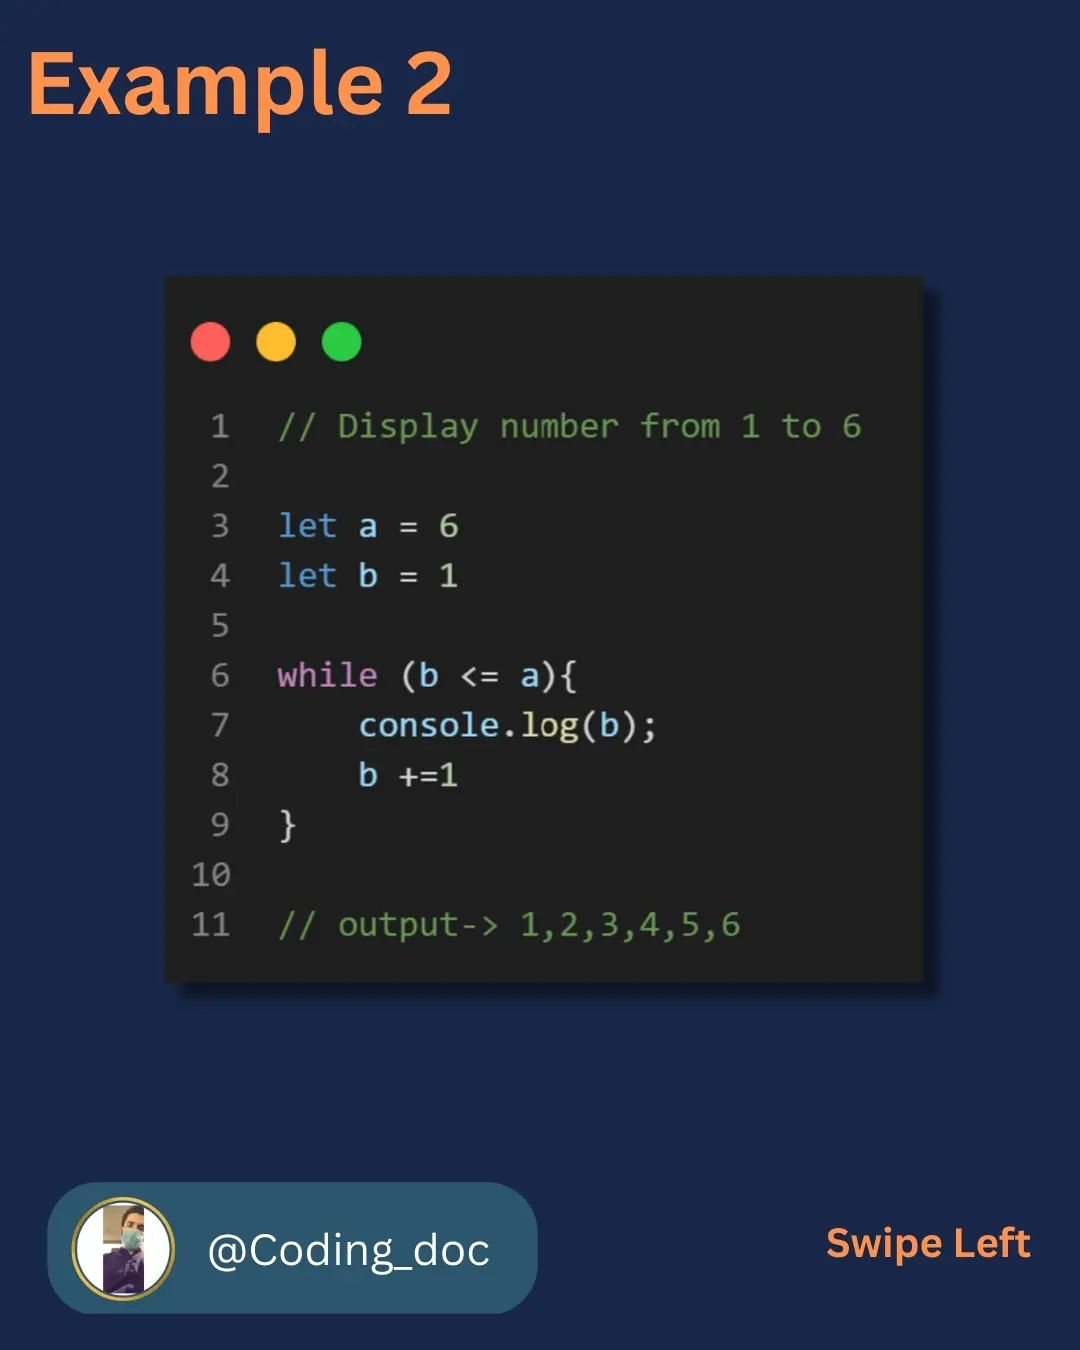 Example 2
1 // Display number from 1 to 6
2
3 let a = 6
4 let b = 1
5
6 while (b <= a){
7     console.log(b);
8     b +=1
9 }
10
11 // output-> 1,2,3,4,5,6
@Coding_doc
Swipe Left